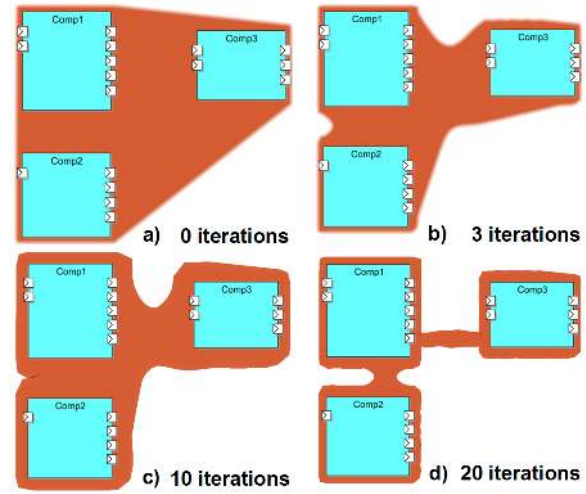 Comp1
Comp3
Comp2
a) 0 iterations
Comp1
Comp3
Comp2
b) 3 iterations
Comp1
Comp3
Comp2
c) 10 iterations
Comp1
Comp3
Comp2
d) 20 iterations